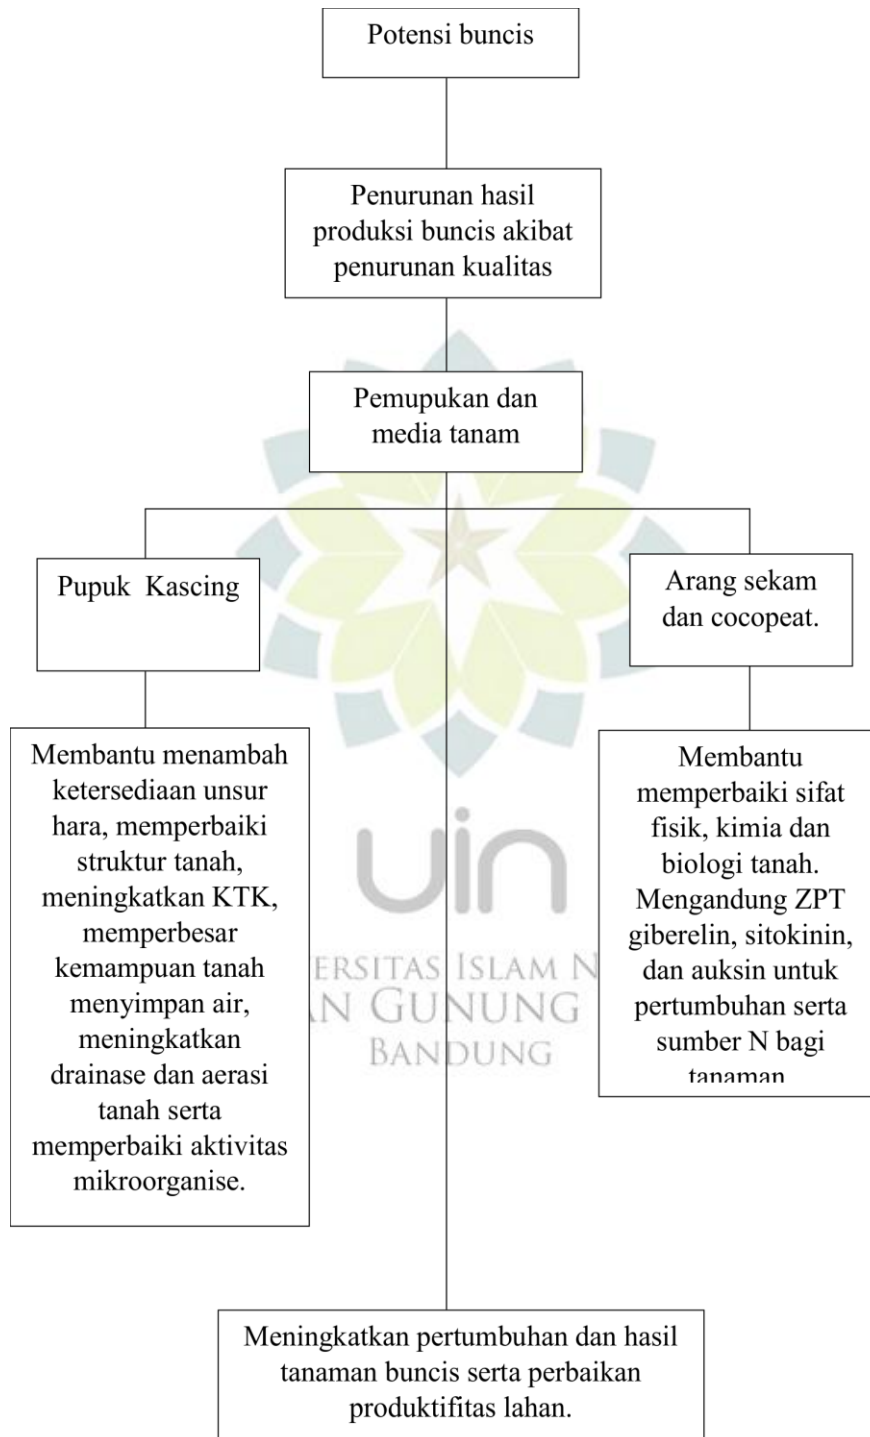 Potensi buncis
Penurunan hasil
produksi buncis akibat
penurunan kualitas
Pemupukan dan
media tanam
Pupuk Kascing
Arang sekam
dan cocopeat.
Membantu menambah
ketersediaan unsur
hara, memperbaiki
struktur tanah,
meningkatkan KTK,
memperbesar
kemampuan tanah
menyimpan air,
meningkatkan
drainase dan aerasi
tanah serta
memperbaiki aktivitas
mikroorganise.
Membantu
memperbaiki sifat
fisik, kimia dan
biologi tanah.
Mengandung ZPT
giberelin, sitokinin,
dan auksin untuk
pertumbuhan serta
sumber N bagi
tanaman
uin
ISLAM
GUNUNG
BANDUNG
Meningkatkan pertumbuhan dan hasil
tanaman buncis serta perbaikan
produktifitas lahan.